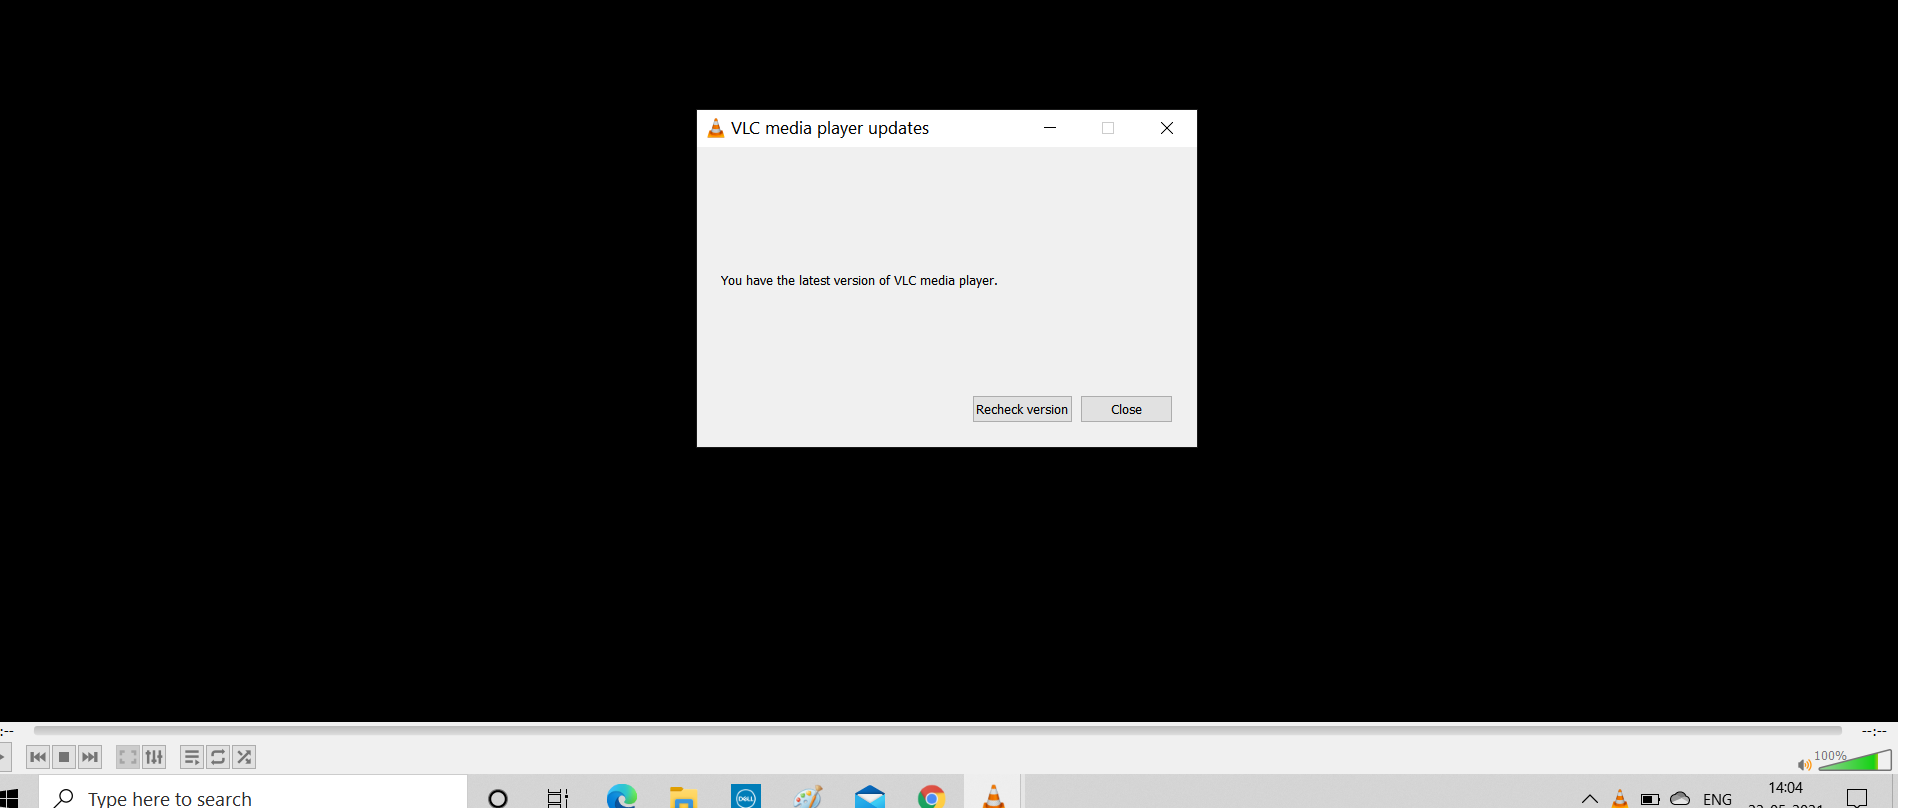 VLC media player updates
You have the latest version of VLC media player.
Recheck version
Close
--:--
100%
Type here to search
DELL
ENG
14:04